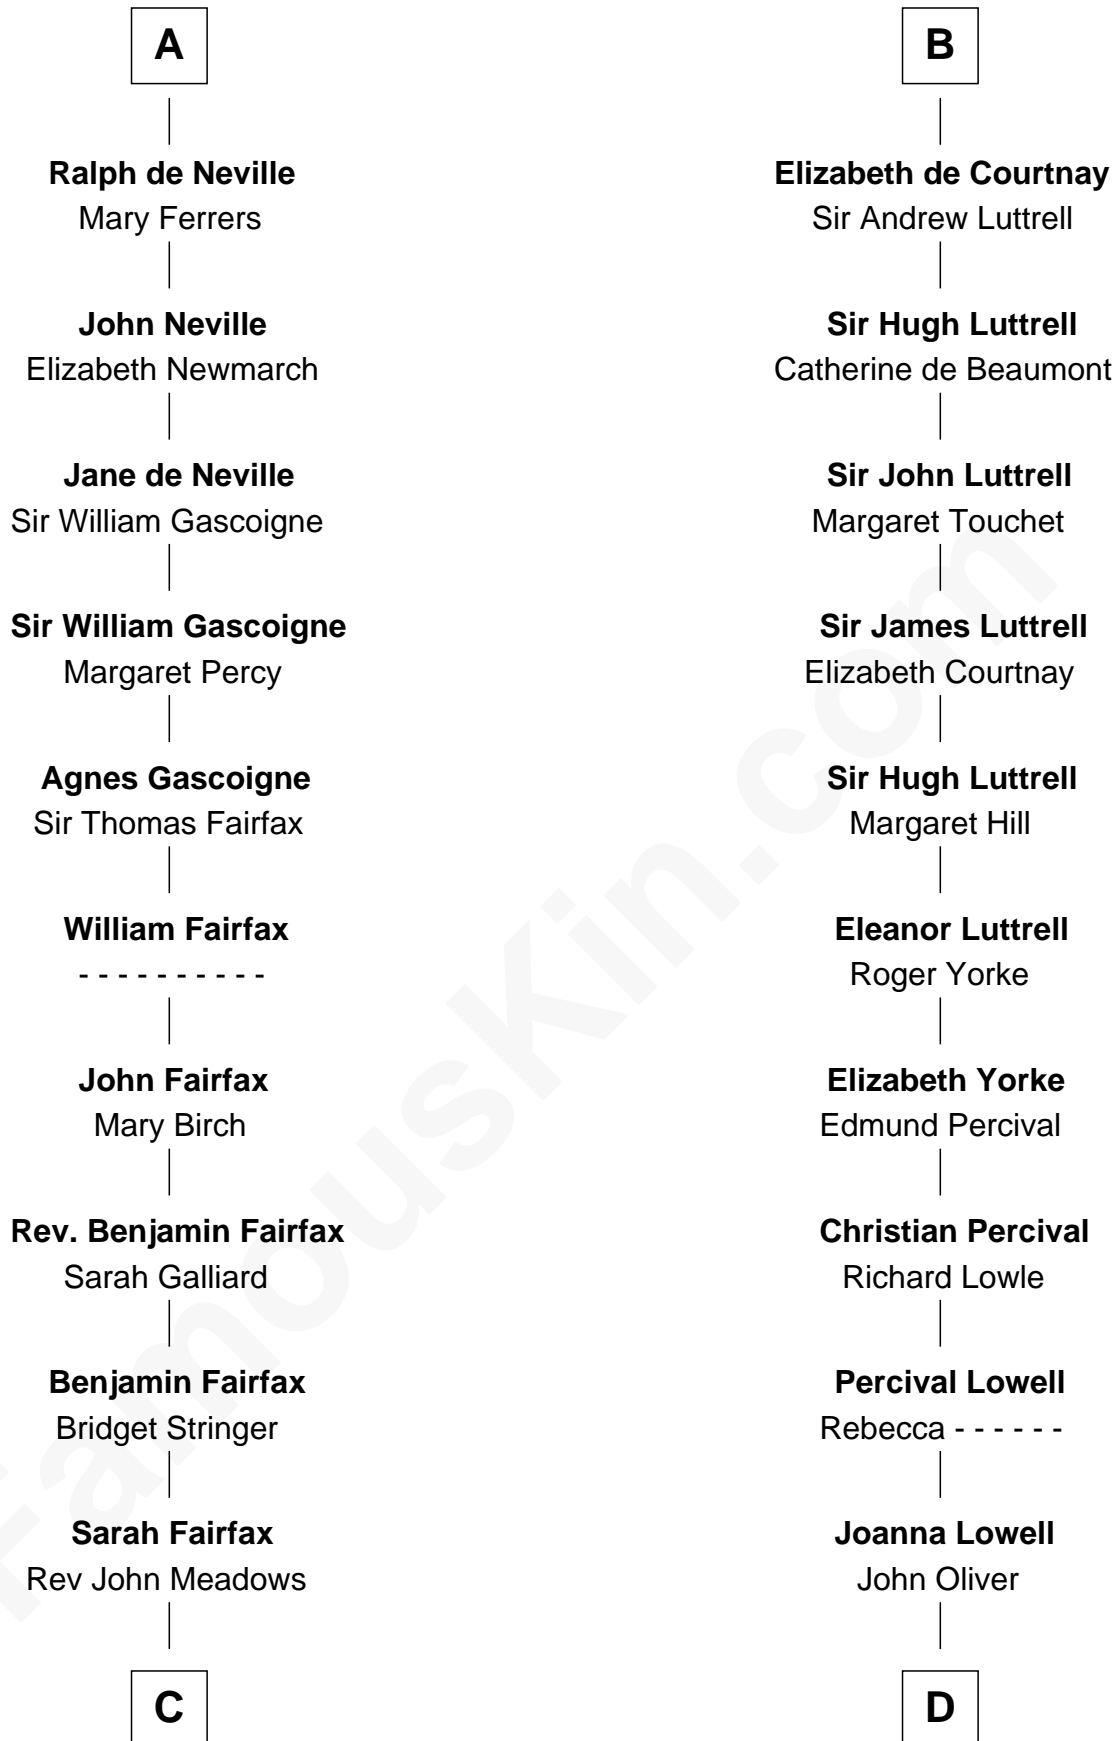 A
Ralph de Neville
Mary Ferrers
John Neville
Elizabeth Newmarch
Jane de Neville
Sir William Gascoigne
Sir William Gascoigne
Margaret Percy
Agnes Gascoigne
Sir Thomas Fairfax
William Fairfax
- - - - - - - - - -
John Fairfax
Mary Birch
Rev. Benjamin Fairfax
Sarah Galliard
Benjamin Fairfax
Bridget Stringer
Sarah Fairfax
Rev John Meadows
C
B
Elizabeth de Courtnay
Sir Andrew Luttrell
Sir Hugh Luttrell
Catherine de Beaumont
Sir John Luttrell
Margaret Touchet
Sir James Luttrell
Elizabeth Courtnay
Sir Hugh Luttrell
Margaret Hill
Eleanor Luttrell
Roger Yorke
Elizabeth Yorke
Edmund Percival
Christian Percival
Richard Lowle
Percival Lowell
Rebecca - - - - - -
Joanna Lowell
John Oliver
D
FamousKin.com